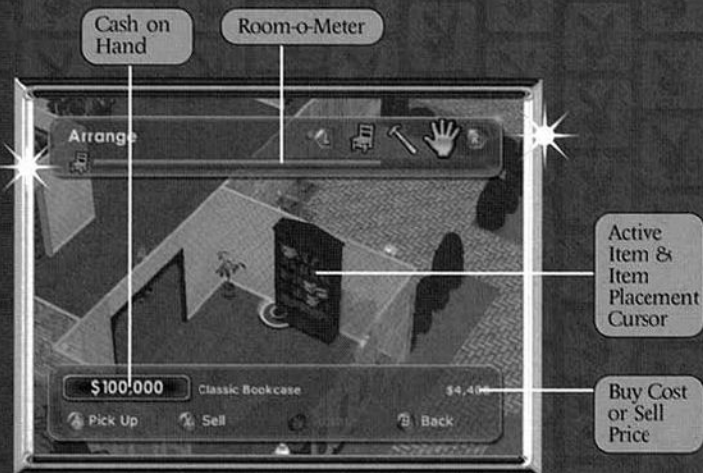 Cash on
Hand
Room-o-Meter
Arrange
Active
Item &
Item
Placement
Cursor
$100,000
Classic Bookcase
Buy Cost
or Sell
Price
Pick Up
Sell
Back